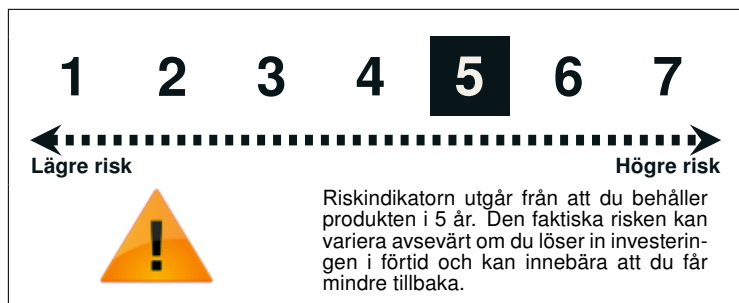 1 2 3 4 5 6 7
Lägre risk Högre risk
Riskindikatorn utgår från att du behåller
produkten i 5 år. Den faktiska risken kan
variera avsevärt om du löser in investerin-
gen i förtid och kan innebära att du får
mindre tillbaka.